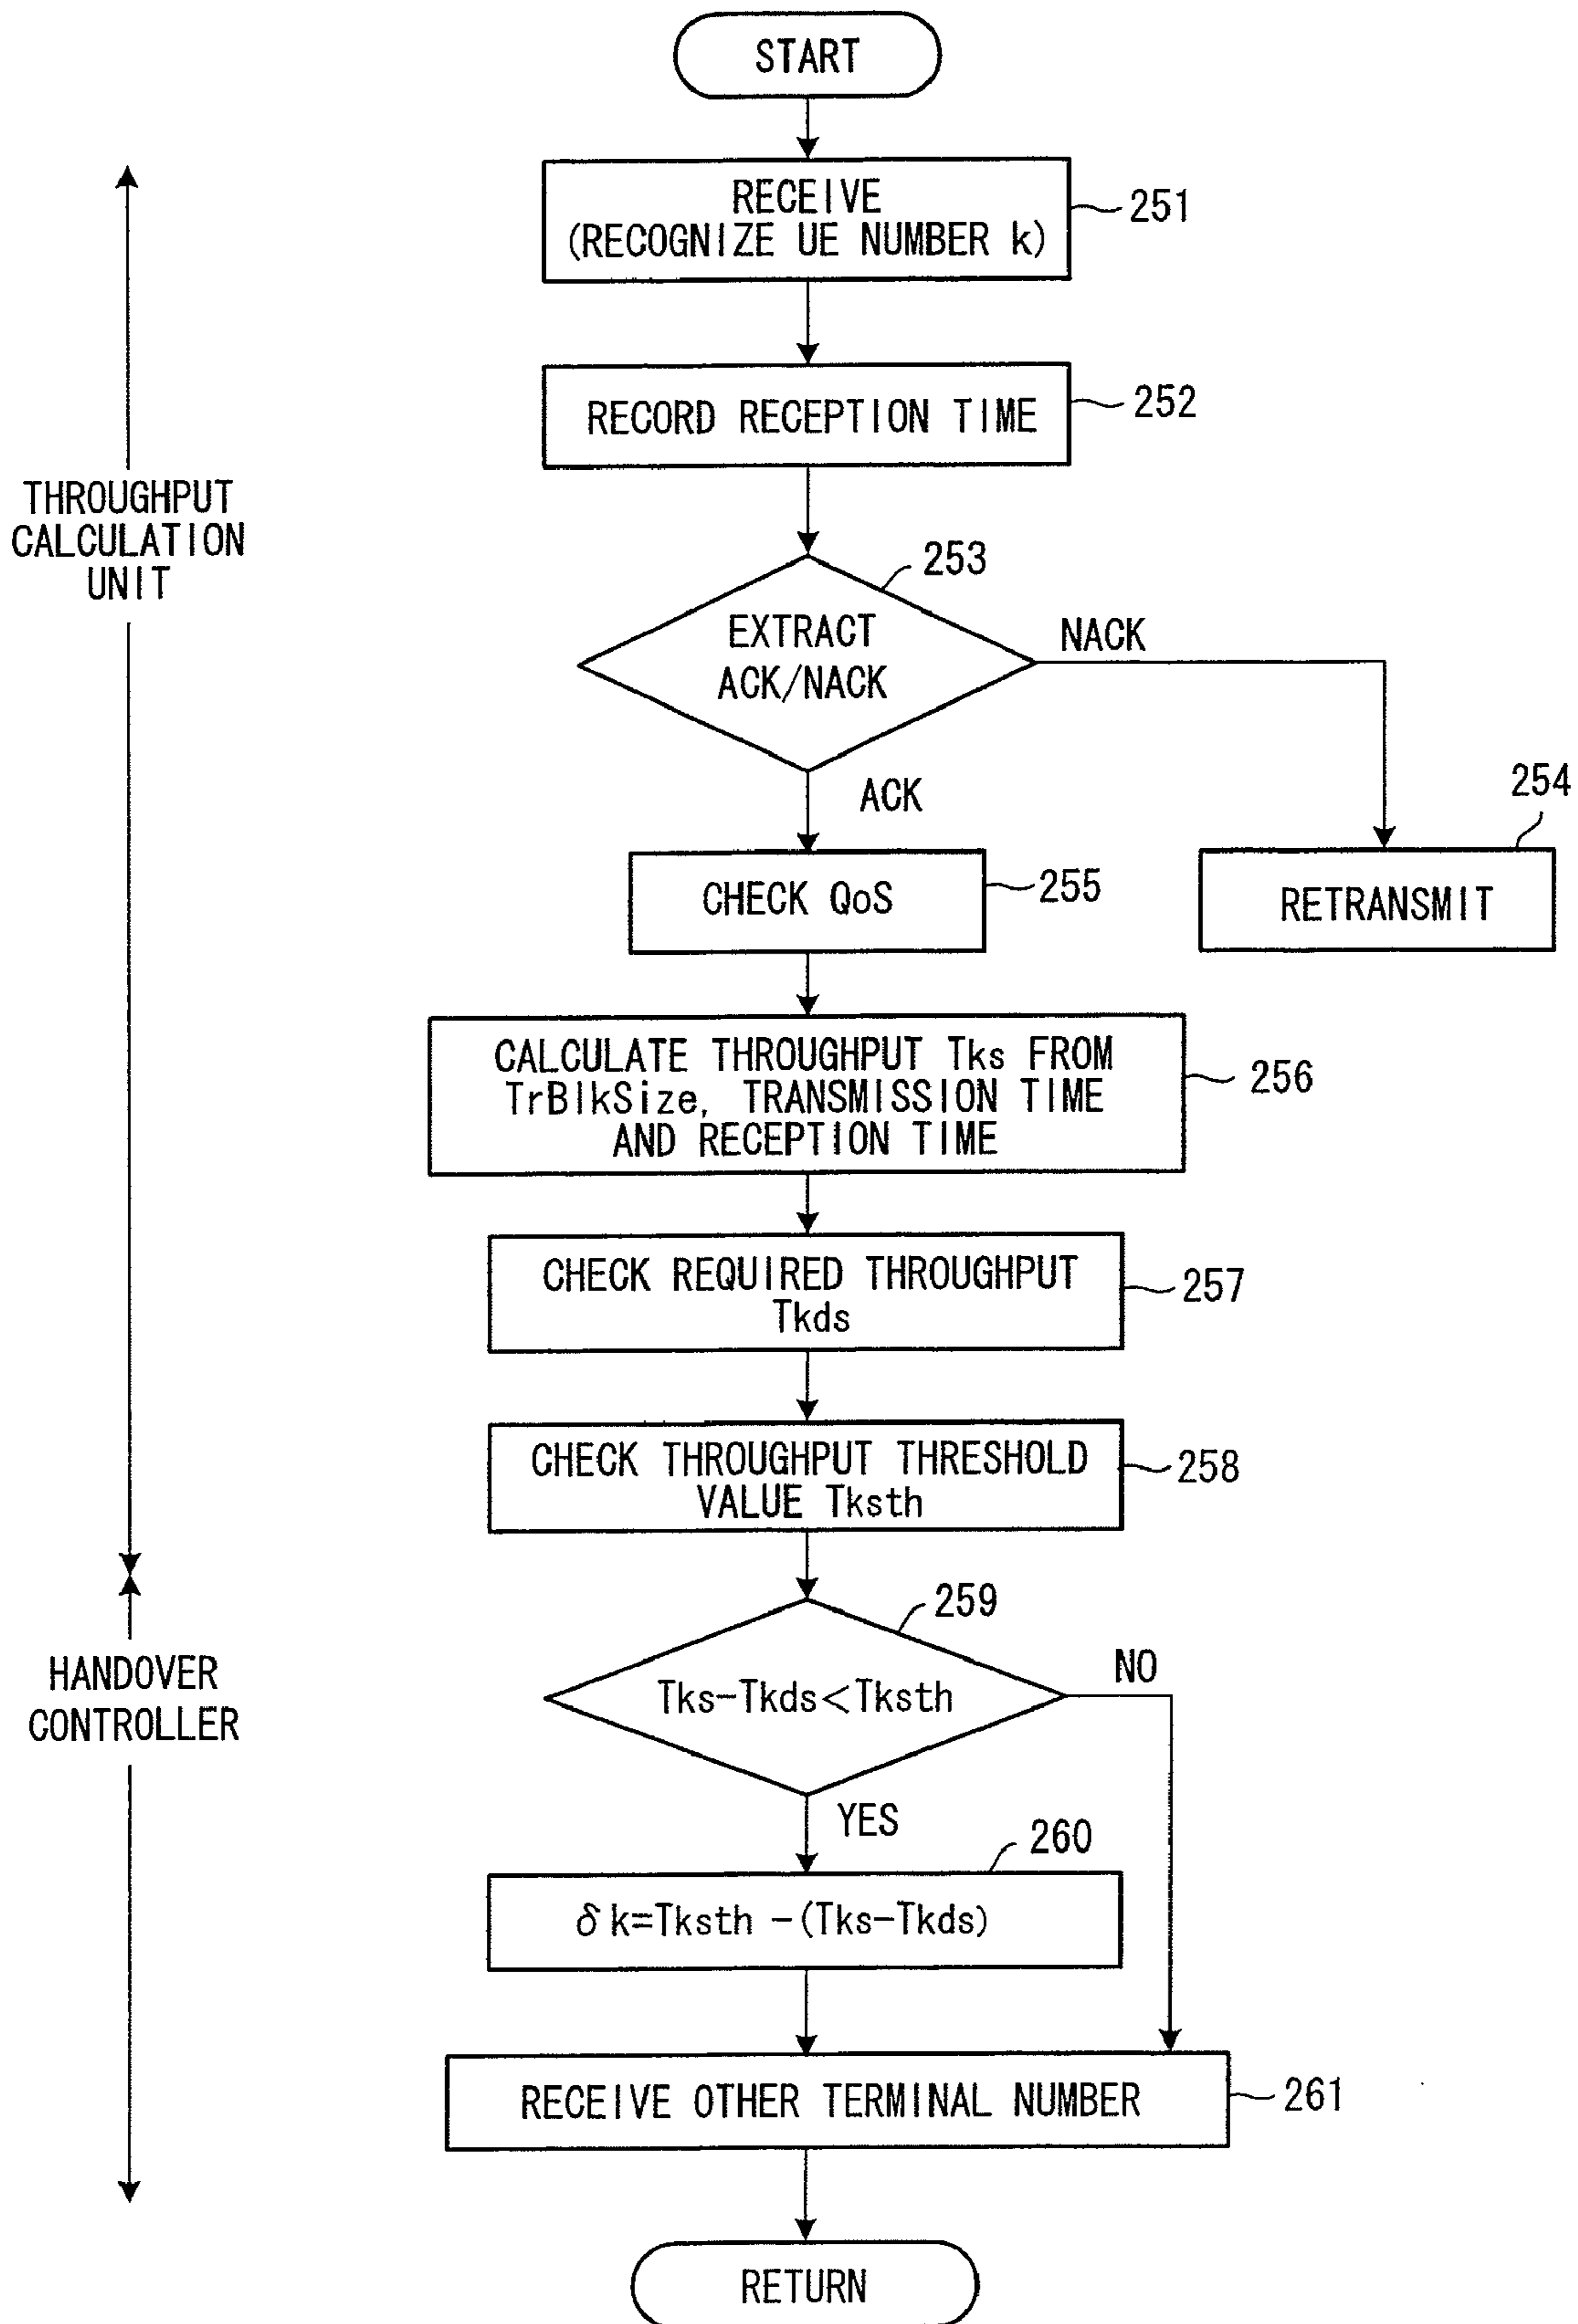 START
RECEIVE
(RECOGNIZE UE NUMBER k)
251
RECORD RECEPTION TIME
252
THROUGHPUT
CALCULATION
UNIT
253
EXTRACT
ACK/NACK
NACK
ACK
254
RETRANSMIT
CHECK QoS
255
CALCULATE THROUGHPUT Tks FROM
TrBlkSize, TRANSMISSION TIME
AND RECEPTION TIME
256
CHECK REQUIRED THROUGHPUT
Tkds
257
CHECK THROUGHPUT THRESHOLD
VALUE Tksth
258
HANDOVER
CONTROLLER
259
Tks-Tkds<Tksth
NO
YES
260
δk=Tksth -(Tks-Tkds)
RECEIVE OTHER TERMINAL NUMBER
261
RETURN